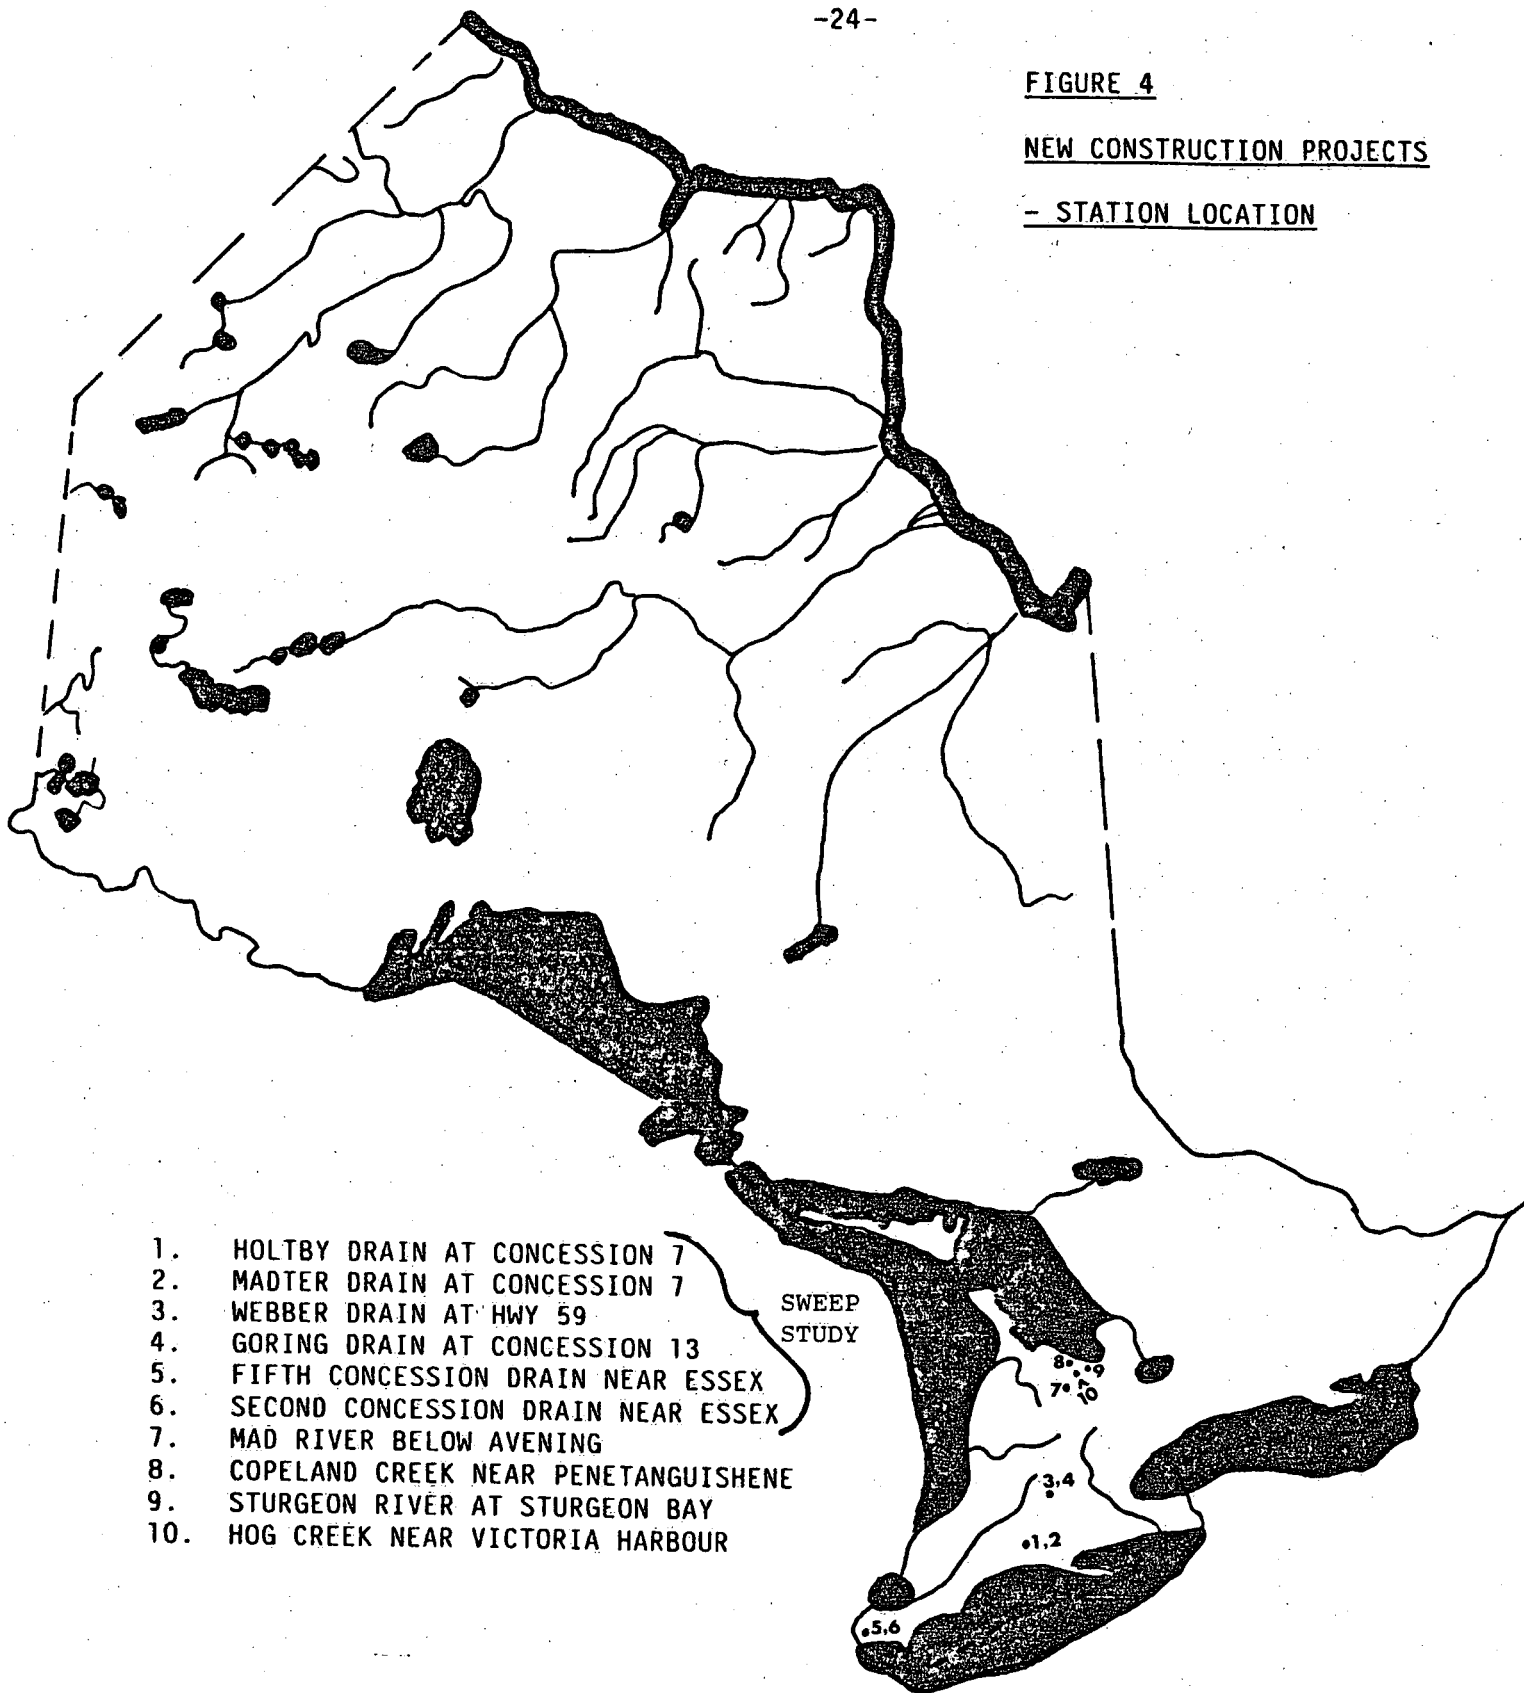 -24-
FIGURE 4
NEW CONSTRUCTION PROJECTS
- STATION LOCATION
1. HOLTBY DRAIN AT CONCESSION 7
2. MADTER DRAIN AT CONCESSION 7
3. WEBBER DRAIN AT HWY 59
4. GORING DRAIN AT CONCESSION 13
5. FIFTH CONCESSION DRAIN NEAR ESSEX
6. SECOND CONCESSION DRAIN NEAR ESSEX
7. MAD RIVER BELOW AVENING
8. COPELAND CREEK NEAR PENETANGUISHENE
9. STURGEON RIVER AT STURGEON BAY
10. HOG CREEK NEAR VICTORIA HARBOUR
SWEEP
STUDY
8
9
7
10
3,4
1,2
5,6